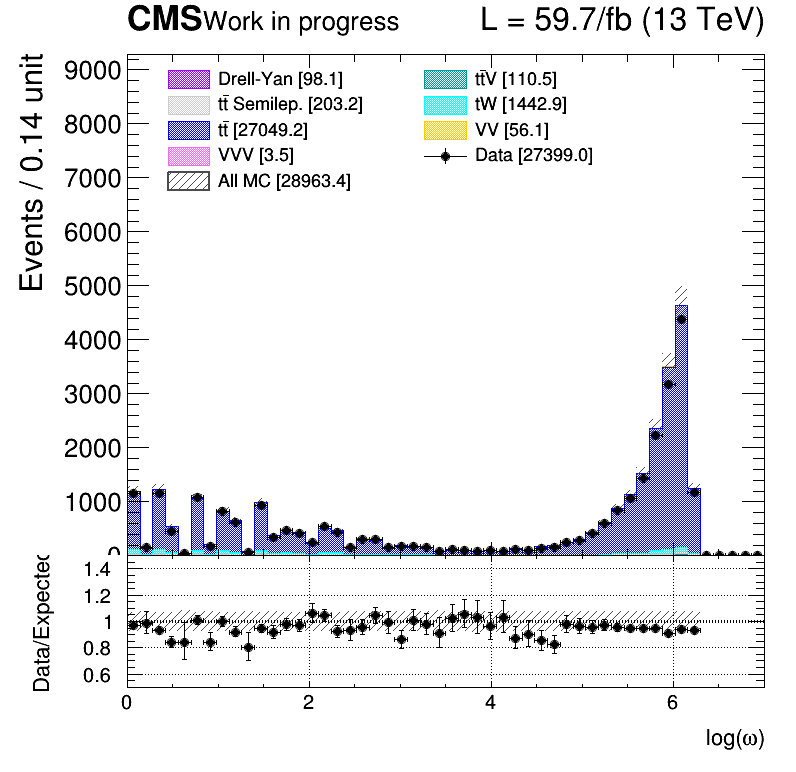 CMS Work in progress L = 59.7/fb (13 TeV)
Events / 0.14 unit
9000
8000
7000
6000
5000
4000
3000
2000
1000
0
Drell-Yan [98.1]
tt̄ Semilep. [203.2]
tt̄ [27049.2]
VVV [3.5]
All MC [28963.4]
tt̄V [110.5]
tW [1442.9]
VV [56.1]
Data [27399.0]
Data/Expected
1.4
1.2
1
0.8
0.6
0 2 4 6
log(ω)